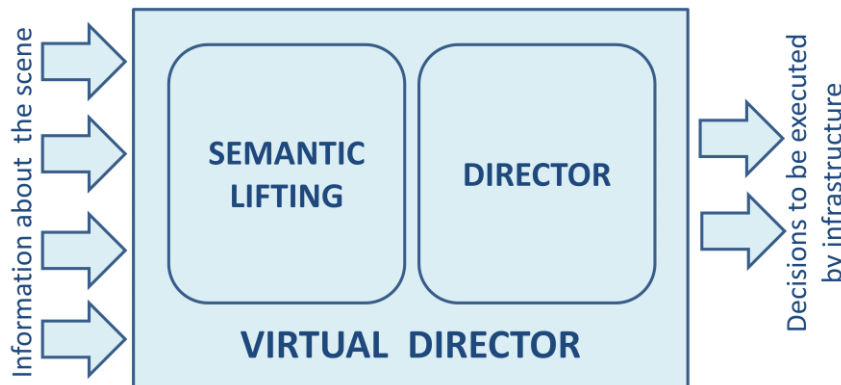 Information about the scene
SEMANTIC
LIFTING
DIRECTOR
VIRTUAL DIRECTOR
Decisions to be executed
by infrastructure